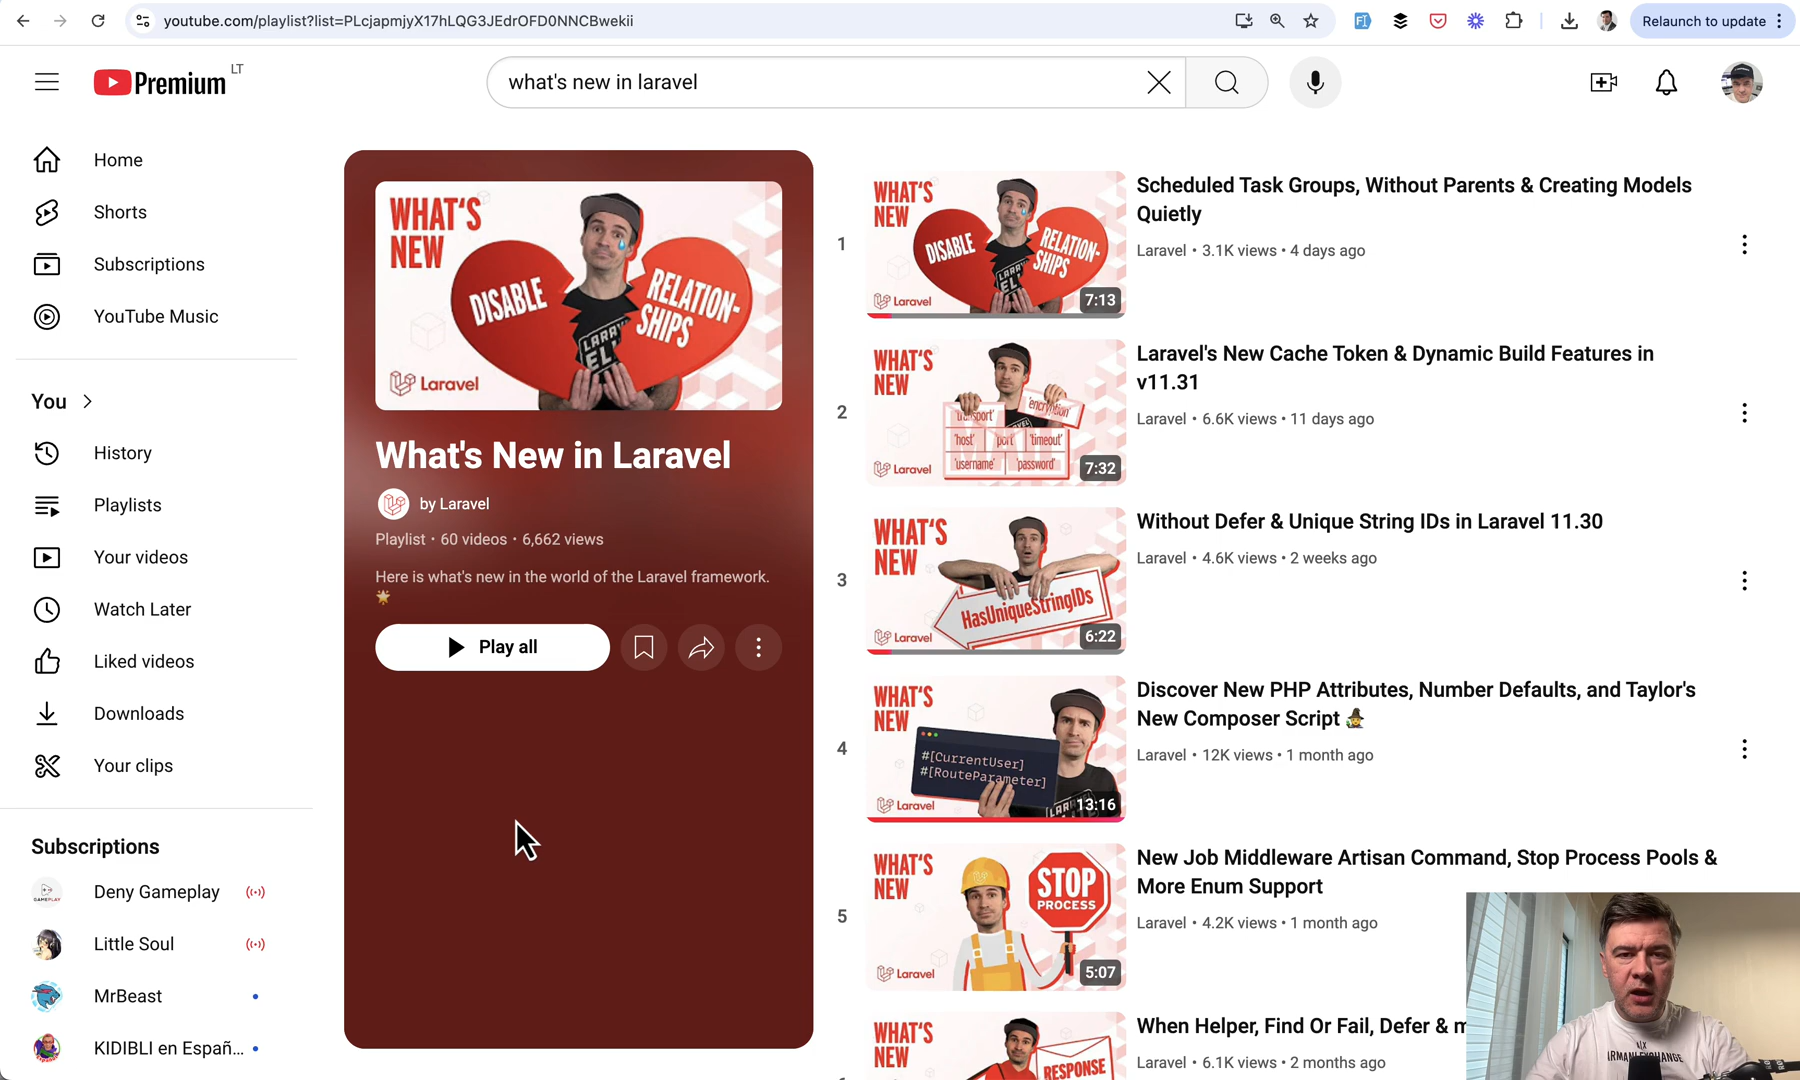 youtube.com/playlist?list=PLcjapmjyX17hLQG3JEdrOFD0NNCBwekii
Relaunch to update
Premium LT
what's new in laravel
Home
Shorts
Subscriptions
YouTube Music
You
History
Playlists
Your videos
Watch Later
Liked videos
Downloads
Your clips
Subscriptions
Deny Gameplay
Little Soul
MrBeast
KIDIBLI en Españ...
WHAT'S
NEW
DISABLE
RELATION-
SHIPS
Laravel
What's New in Laravel
by Laravel
Playlist • 60 videos • 6,662 views
Here is what's new in the world of the Laravel framework.
Play all
1
WHAT'S
NEW
DISABLE
RELATION-
SHIPS
Laravel
7:13
Scheduled Task Groups, Without Parents & Creating Models
Quietly
Laravel • 3.1K views • 4 days ago
2
WHAT'S
NEW
'transport'
'encryption'
'host' 'port' 'timeout'
'username' 'password'
Laravel
7:32
Laravel's New Cache Token & Dynamic Build Features in
v11.31
Laravel • 6.6K views • 11 days ago
3
WHAT'S
NEW
HasUniqueStringIDs
Laravel
6:22
Without Defer & Unique String IDs in Laravel 11.30
Laravel • 4.6K views • 2 weeks ago
4
WHAT'S
NEW
#[CurrentUser]
#[RouteParameter]
Laravel
13:16
Discover New PHP Attributes, Number Defaults, and Taylor's
New Composer Script
Laravel • 12K views • 1 month ago
5
WHAT'S
NEW
STOP
PROCESS
Laravel
5:07
New Job Middleware Artisan Command, Stop Process Pools &
More Enum Support
Laravel • 4.2K views • 1 month ago
WHAT'S
NEW
RESPONSE
When Helper, Find Or Fail, Defer & m
Laravel • 6.1K views • 2 months ago
A|X
ARMANI EXCHANGE